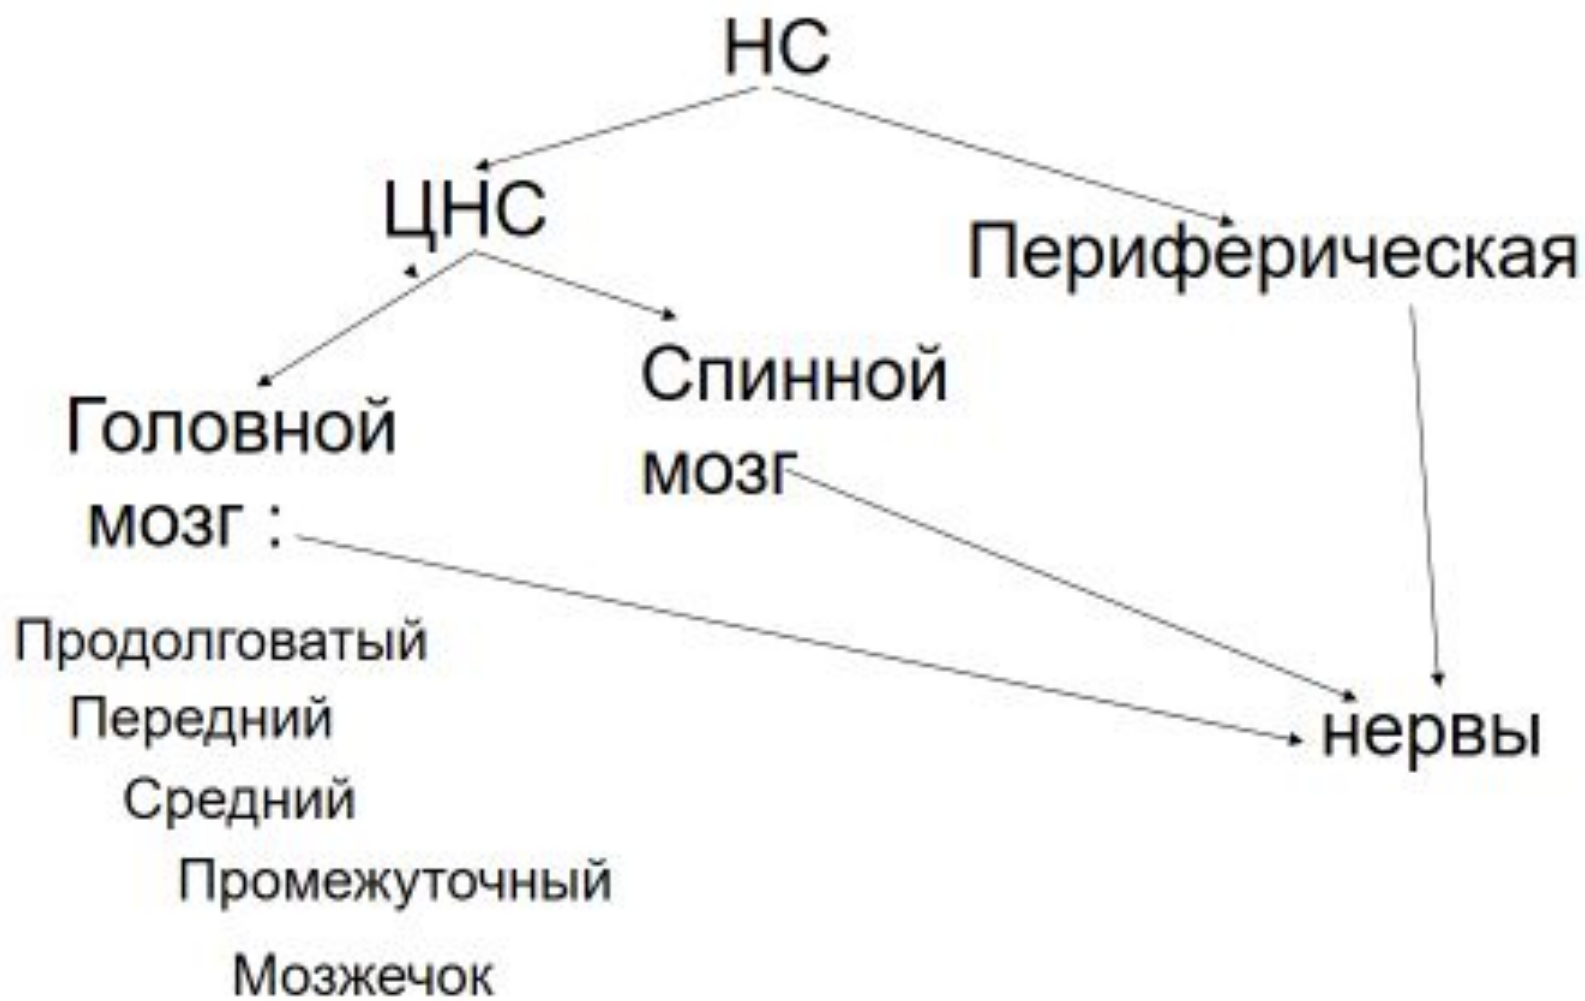 НС
ЦНС
Периферическая
Головной
мозг :
Спинной
мозг
Продолговатый
Передний
Средний
Промежуточный
Мозжечок
нервы